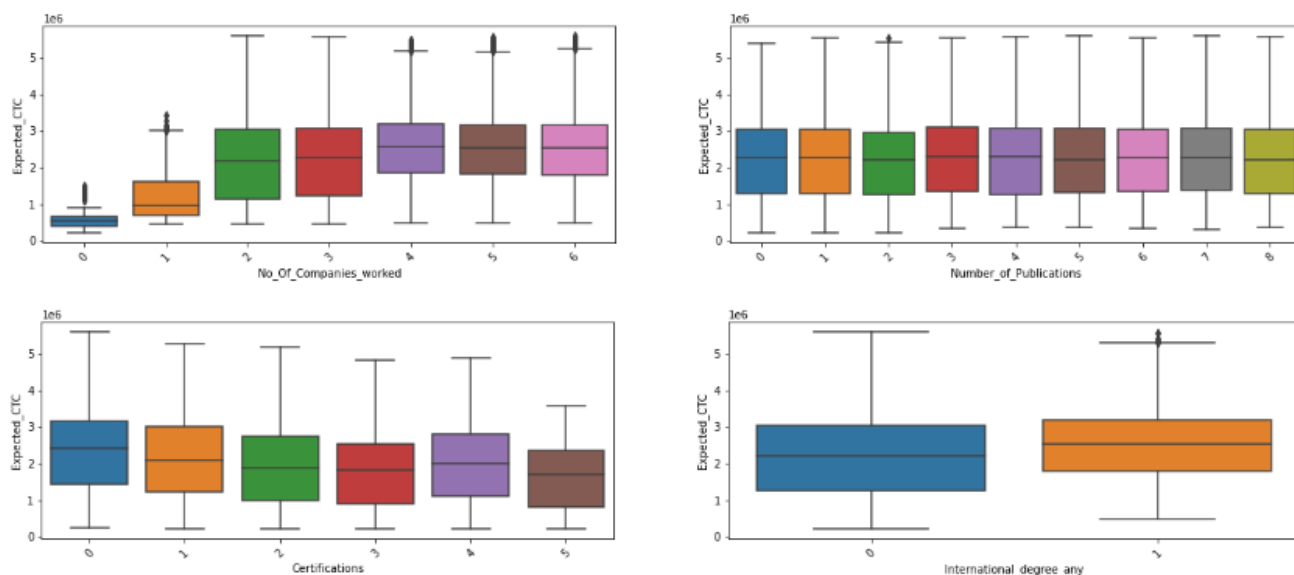 1e6
Expected_CTC
5
4
3
2
1
0
0 1 2 3 4 5 6
No_Of_Companies_worked
1e6
Expected_CTC
5
4
3
2
1
0
0 1 2 3 4 5 6 7 8
Number_of_Publications
1e6
Expected_CTC
5
4
3
2
1
0
0 1 2 3 4 5
Certifications
1e6
Expected_CTC
5
4
3
2
1
0
0 1
International_degree_any